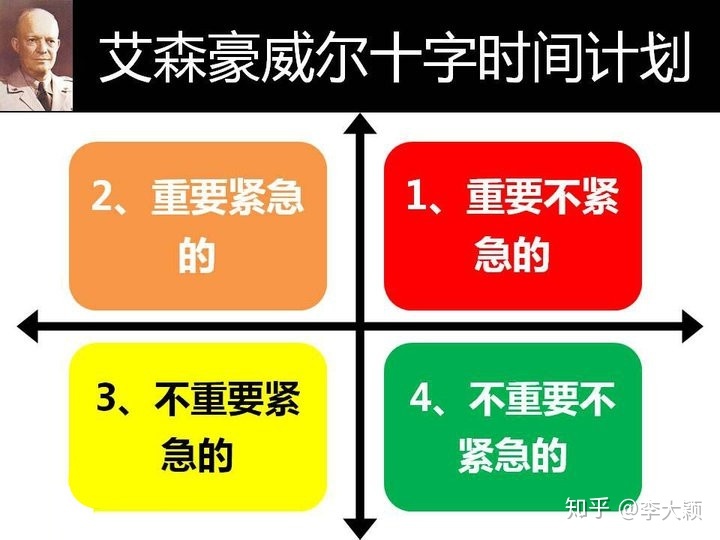 艾森豪威尔十字时间计划
2、重要紧急
的
1、重要不紧
急的
3、不重要紧
急的
4、不重要不
紧急的
知乎 @李大颖